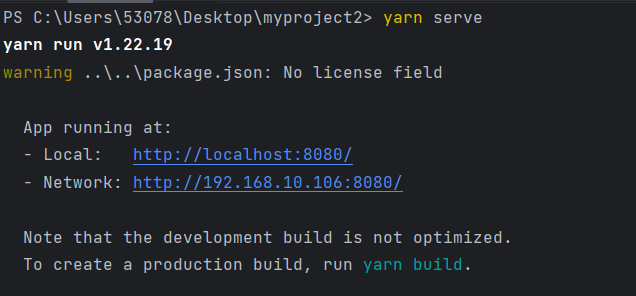 PS C:\Users\53078\Desktop\myproject2> yarn serve
yarn run v1.22.19
warning ..\..\package.json: No license field
App running at:
- Local: http://localhost:8080/
- Network: http://192.168.10.106:8080/
Note that the development build is not optimized.
To create a production build, run yarn build.